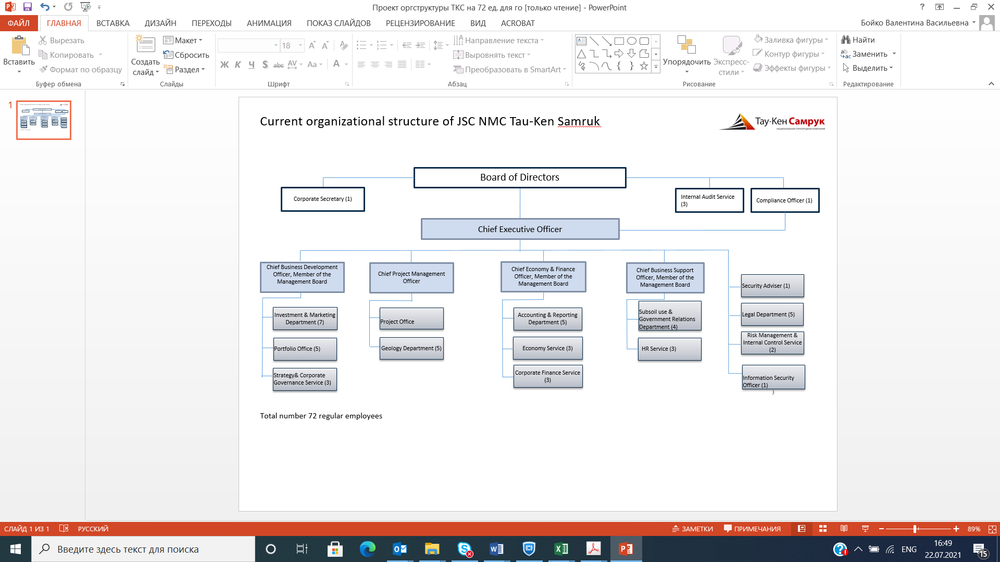 Проект оргструктуры ТКС на 72 ед. для го [только чтение] - PowerPoint
?
ФАЙЛ ГЛАВНАЯ ВСТАВКА ДИЗАЙН ПЕРЕХОДЫ АНИМАЦИЯ ПОКАЗ СЛАЙДОВ РЕЦЕНЗИРОВАНИЕ ВИД ACROBAT
Бойко Валентина Васильевна
Вставить
Вырезать
Копировать
Формат по образцу
Буфер обмена
Создать
слайд
Макет
Сбросить
Раздел
Слайды
18
Ж К Ч S abc AV Aa А
Шрифт
Направление текста
Выровнять текст
Преобразовать в SmartArt
Абзац
Упорядочить
Экспресс-
стили
Заливка фигуры
Контур фигуры
Эффекты фигуры
Рисование
Найти
Заменить
Выделить
Редактирование
1
Current organizational structure of JSC NMC Tau-Ken Samruk
Тау-Кен Самрук
НАЦИОНАЛЬНАЯ ГОРНОРУДНАЯ КОМПАНИЯ
Board of Directors
Corporate Secretary (1)
Internal Audit Service
(3)
Compliance Officer (1)
Chief Executive Officer
Chief Business Development
Officer, Member of the
Management Board
Chief Project Management
Officer
Chief Economy & Finance
Officer, Member of the
Management Board
Chief Business Support
Officer, Member of the
Management Board
Investment & Marketing
Department (7)
Portfolio Office (5)
Strategy& Corporate
Governance Service (3)
Project Office
Geology Department (5)
Accounting & Reporting
Department (5)
Economy Service (3)
Corporate Finance Service
(3)
Subsoil use &
Government Relations
Department (4)
HR Service (3)
Security Adviser (1)
Legal Department (5)
Risk Management &
Internal Control Service
(2)
Information Security
Officer (1)
)
Total number 72 regular employees
СЛАЙД 1 ИЗ 1 РУССКИЙ
ЗАМЕТКИ ПРИМЕЧАНИЯ 89%
Введите здесь текст для поиска
ENG
16:49
22.07.2021
15